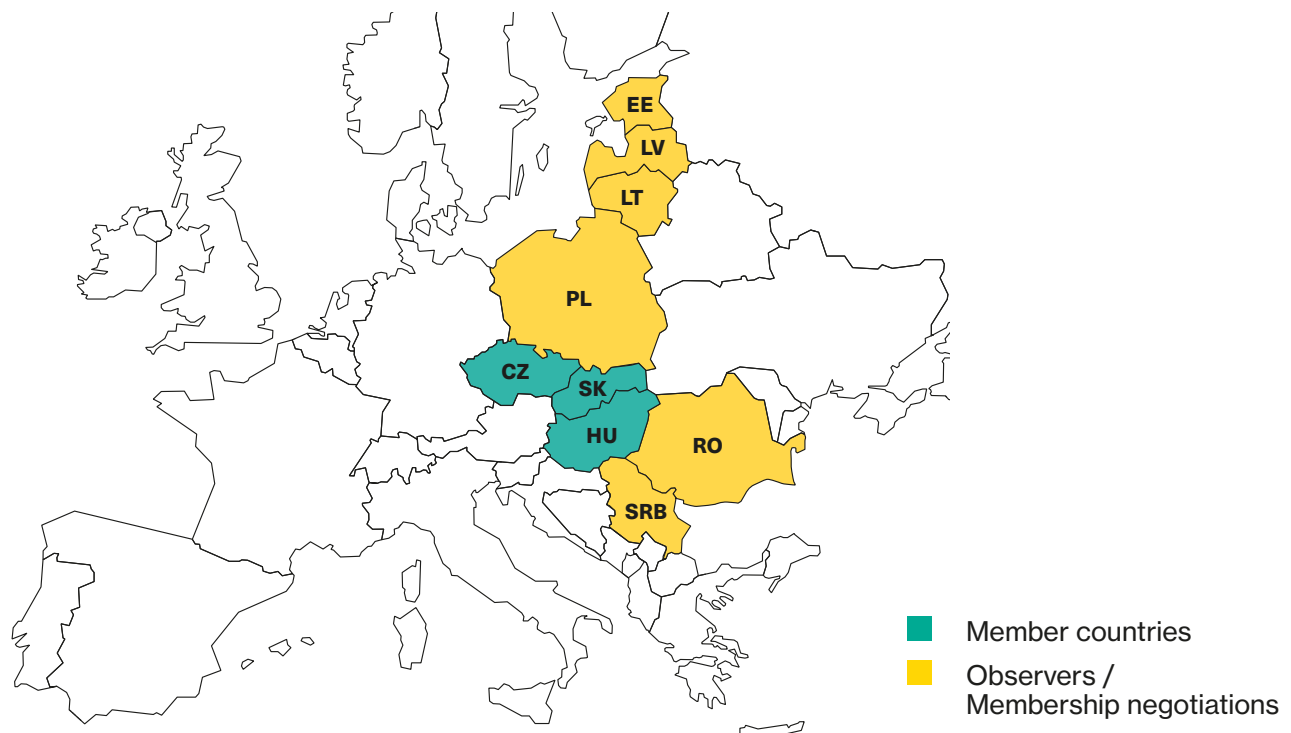 EE
LV
LT
PL
CZ
SK
HU
RO
SRB
Member countries
Observers /
Membership negotiations